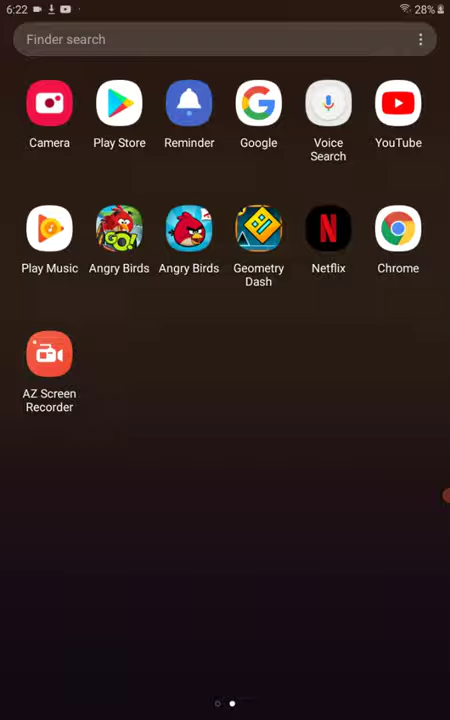 6:22 28%
Finder search
Camera Play Store Reminder Google Voice Search YouTube
Play Music Angry Birds Angry Birds Geometry Dash Netflix Chrome
GO!
N
AZ Screen Recorder